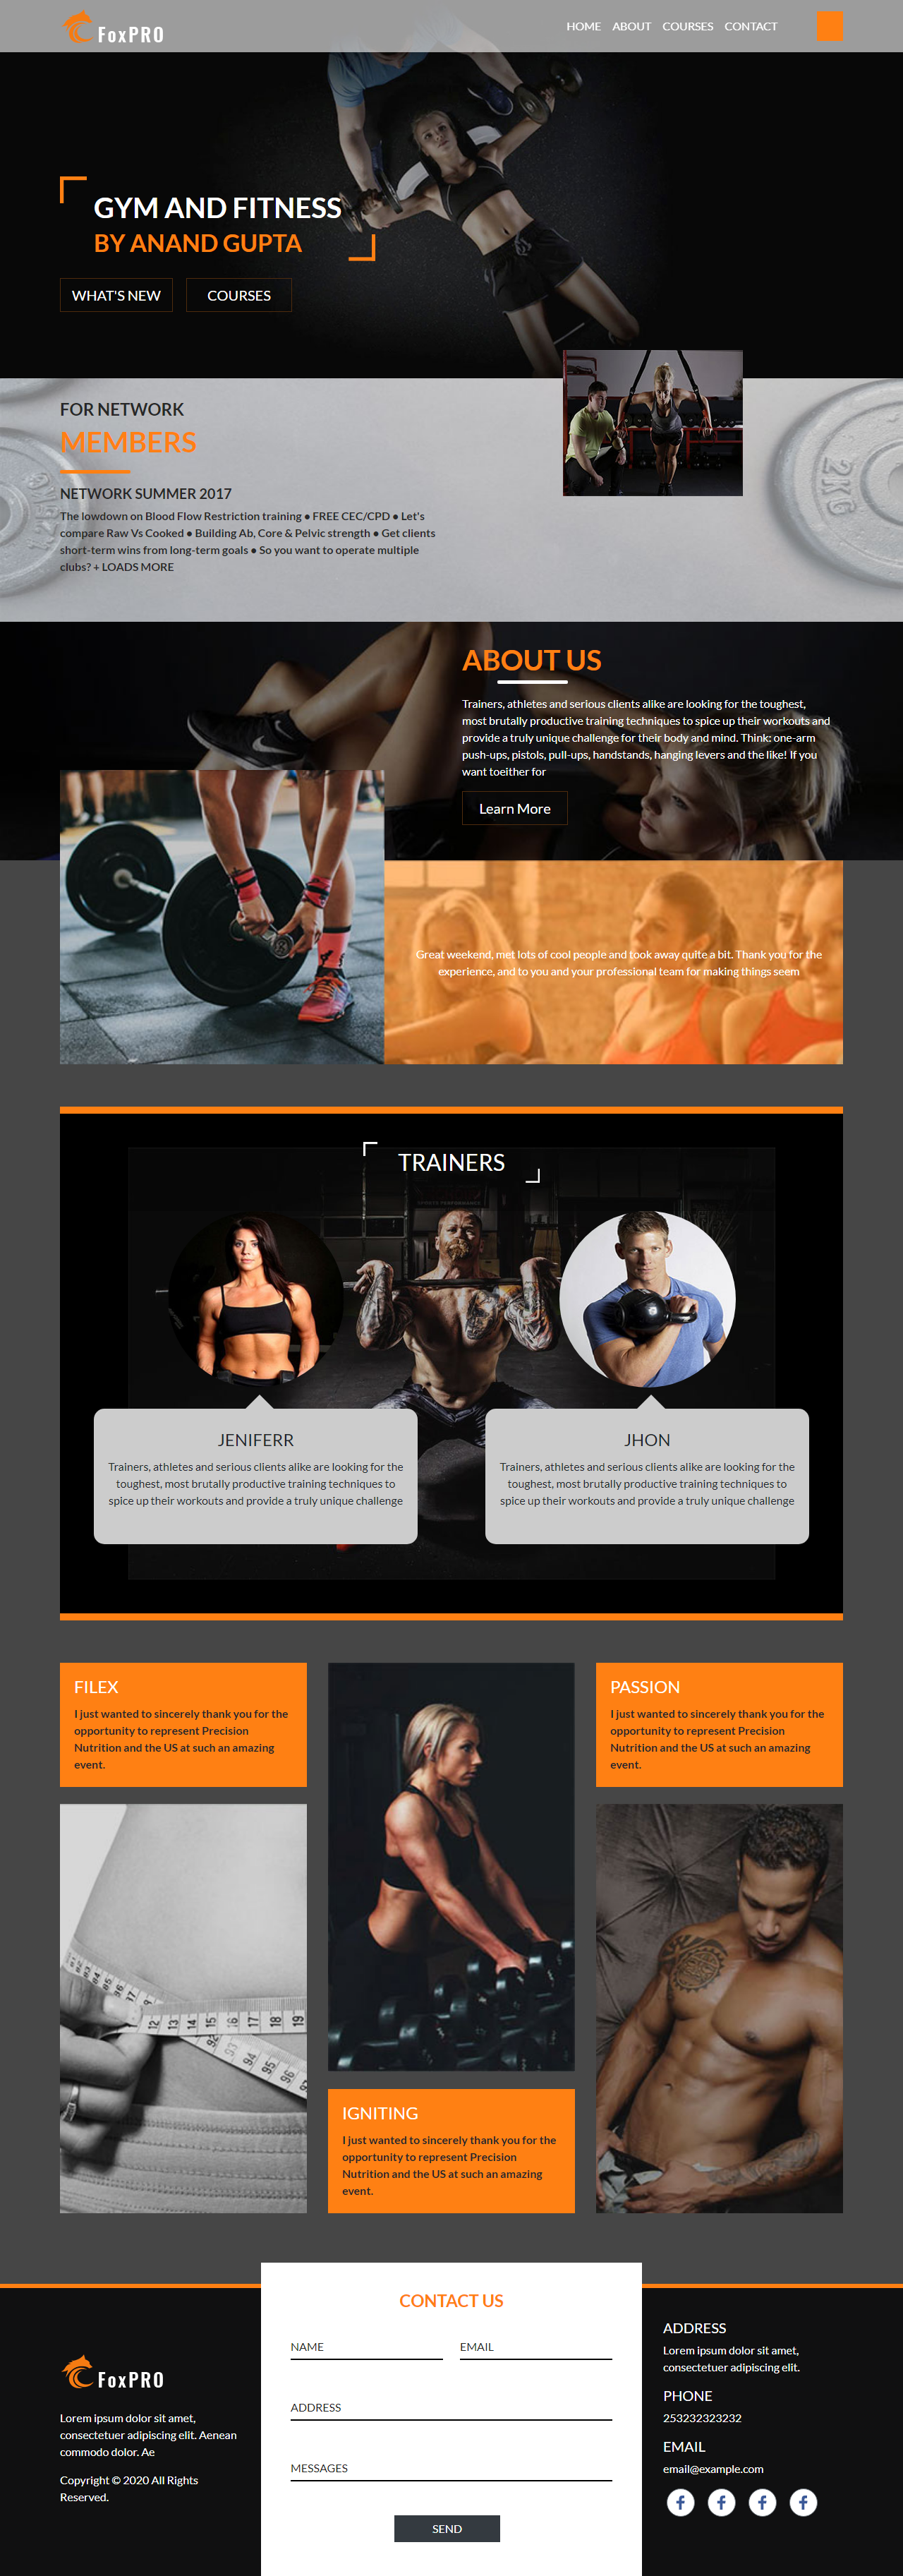 FoxPRO
HOME ABOUT COURSES CONTACT
GYM AND FITNESS
BY ANAND GUPTA
WHAT'S NEW COURSES
FOR NETWORK
MEMBERS
NETWORK SUMMER 2017
The lowdown on Blood Flow Restriction training ● FREE CEC/CPD ● Let's
compare Raw Vs Cooked ● Building Ab, Core & Pelvic strength ● Get clients
short-term wins from long-term goals ● So you want to operate multiple
clubs? + LOADS MORE
2KG
ABOUT US
Trainers, athletes and serious clients alike are looking for the toughest,
most brutally productive training techniques to spice up their workouts and
provide a truly unique challenge for their body and mind. Think: one-arm
push-ups, pistols, pull-ups, handstands, hanging levers and the like! If you
want toeither for
Learn More
Great weekend, met lots of cool people and took away quite a bit. Thank you for the
experience, and to you and your professional team for making things seem
TRAINERS
JENIFERR
Trainers, athletes and serious clients alike are looking for the
toughest, most brutally productive training techniques to
spice up their workouts and provide a truly unique challenge
JHON
Trainers, athletes and serious clients alike are looking for the
toughest, most brutally productive training techniques to
spice up their workouts and provide a truly unique challenge
FILEX
I just wanted to sincerely thank you for the
opportunity to represent Precision
Nutrition and the US at such an amazing
event.
PASSION
I just wanted to sincerely thank you for the
opportunity to represent Precision
Nutrition and the US at such an amazing
event.
12 13 14 15 16 17 18 19
IGNITING
I just wanted to sincerely thank you for the
opportunity to represent Precision
Nutrition and the US at such an amazing
event.
FoxPRO
Lorem ipsum dolor sit amet,
consectetuer adipiscing elit. Aenean
commodo dolor. Ae
Copyright © 2020 All Rights
Reserved.
CONTACT US
NAME EMAIL
ADDRESS
MESSAGES
SEND
ADDRESS
Lorem ipsum dolor sit amet,
consectetuer adipiscing elit.
PHONE
253232323232
EMAIL
email@example.com